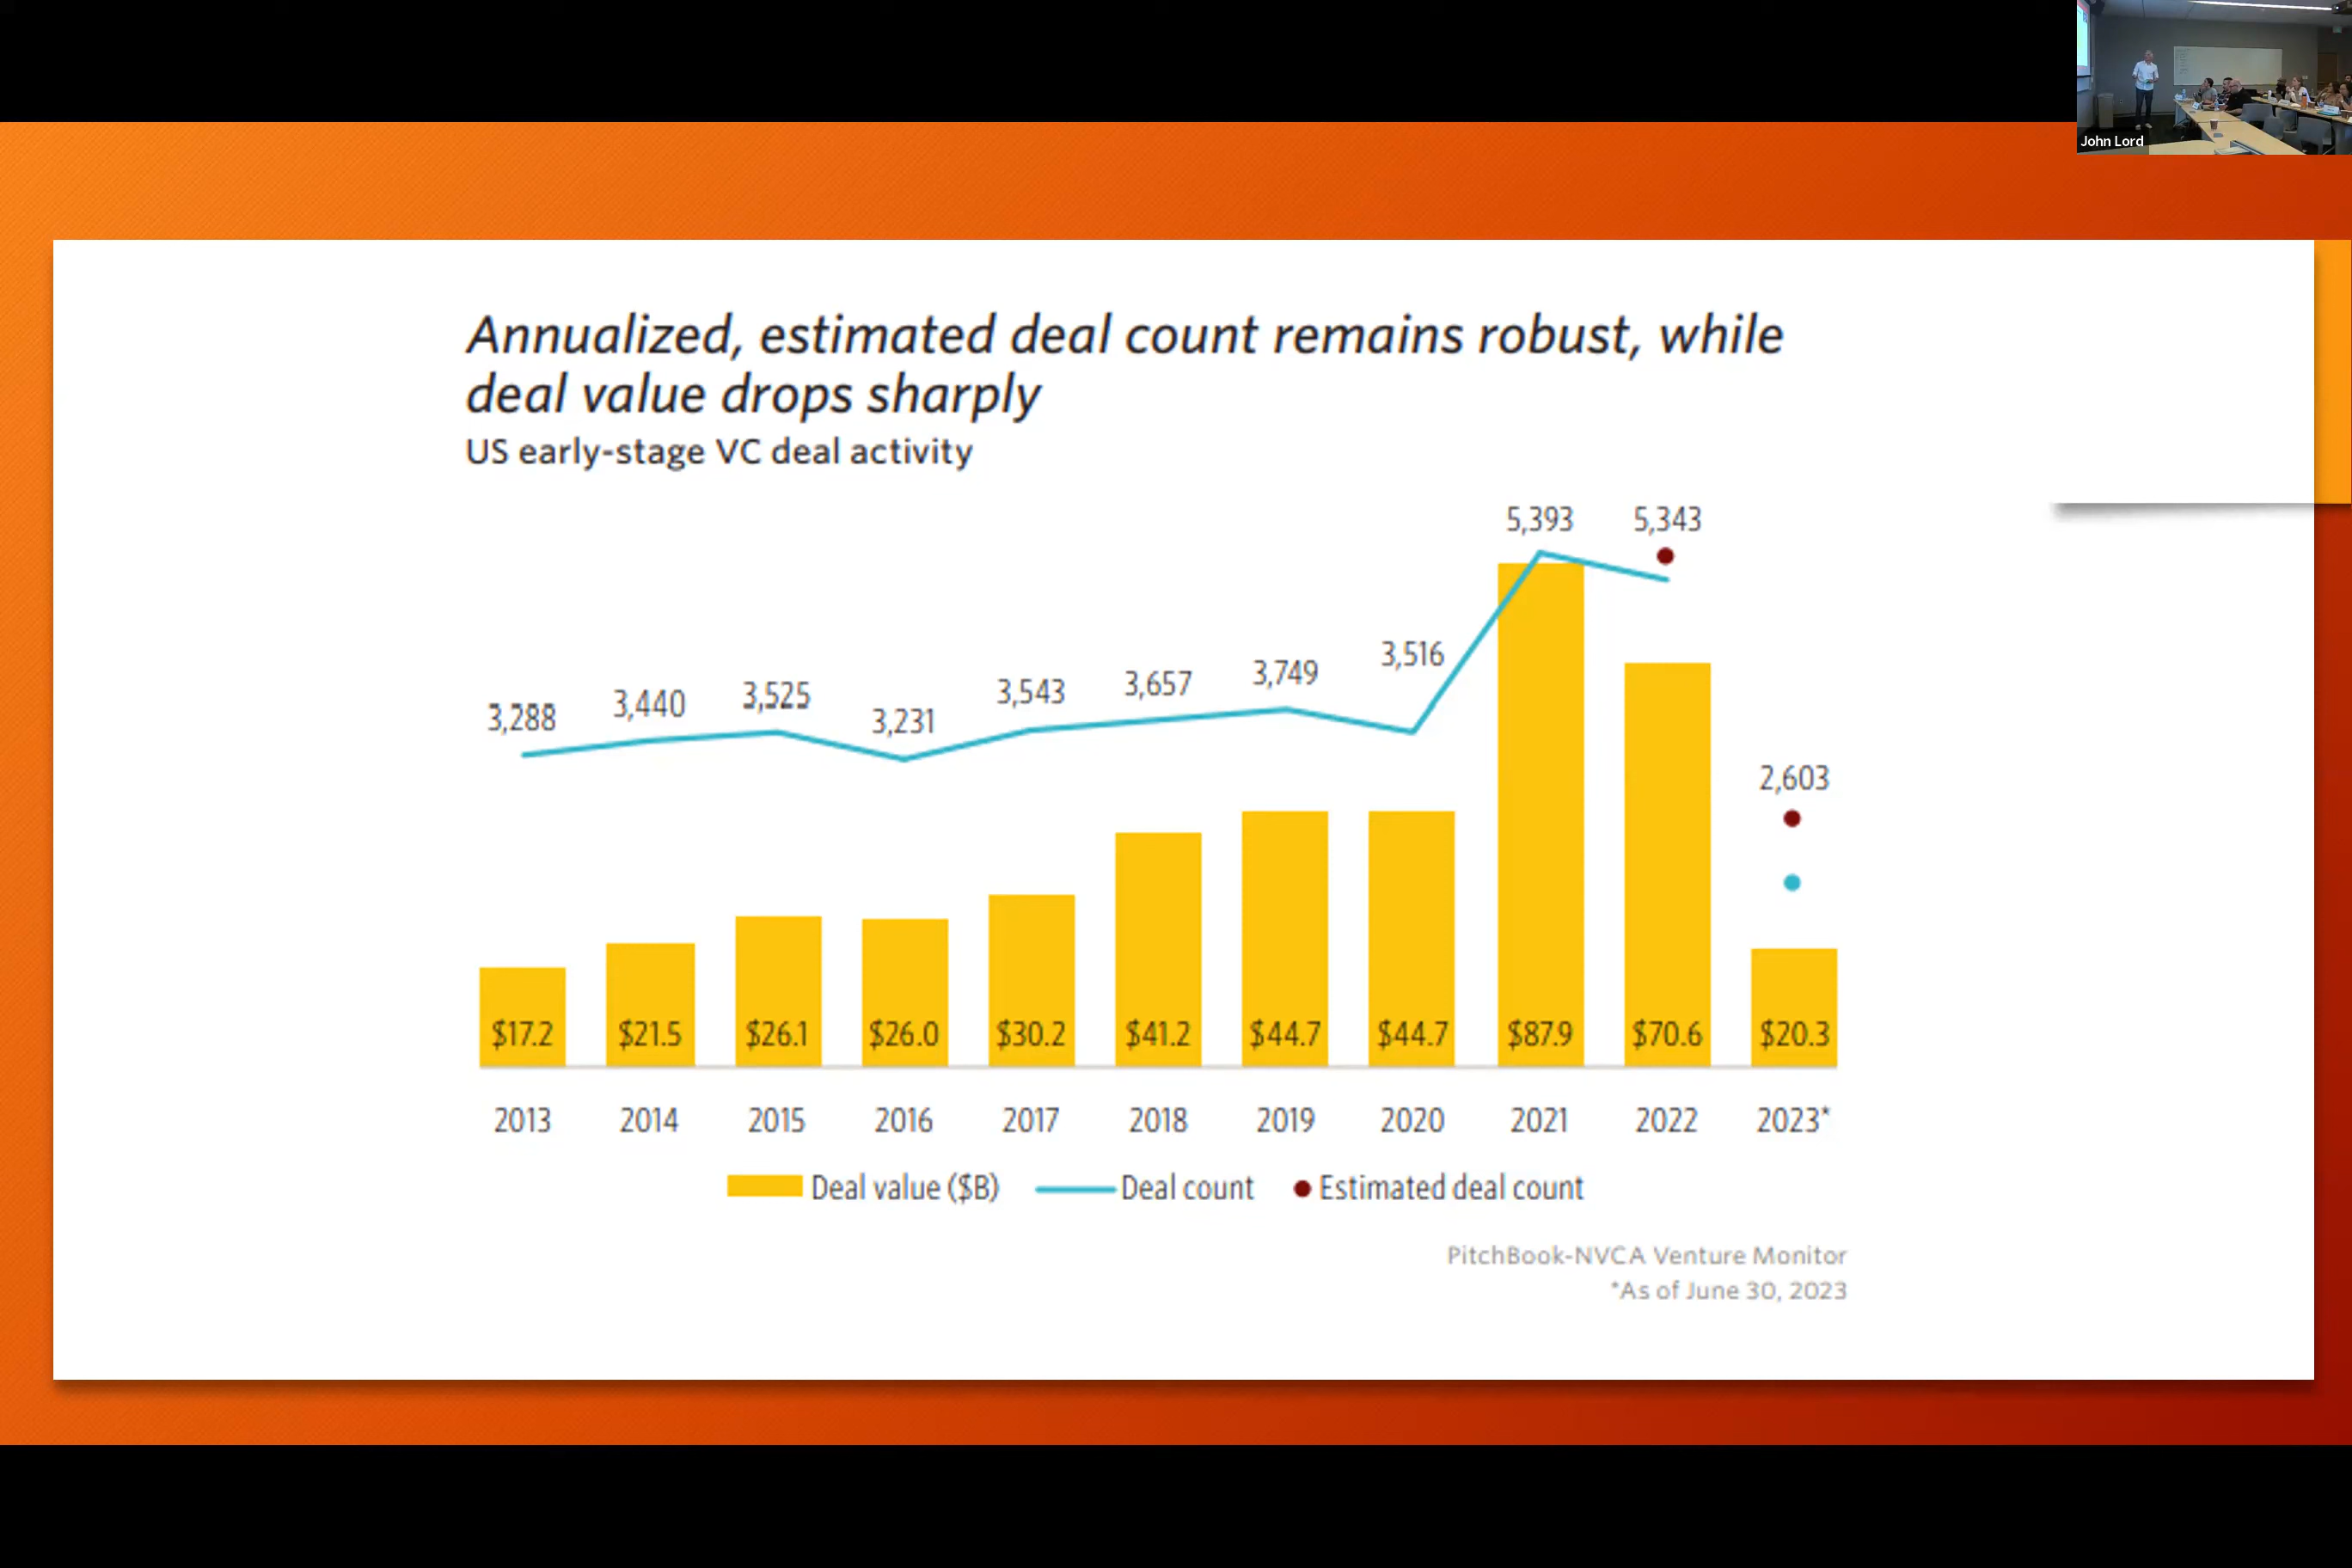 John Lord
Annualized, estimated deal count remains robust, while
deal value drops sharply
US early-stage VC deal activity
5,393 5,343
3,288 3,440 3,525 3,231 3,543 3,657 3,749 3,516
2,603
$17.2 $21.5 $26.1 $26.0 $30.2 $41.2 $44.7 $44.7 $87.9 $70.6 $20.3
2013 2014 2015 2016 2017 2018 2019 2020 2021 2022 2023*
Deal value ($B) Deal count Estimated deal count
PitchBook-NVCA Venture Monitor
*As of June 30, 2023